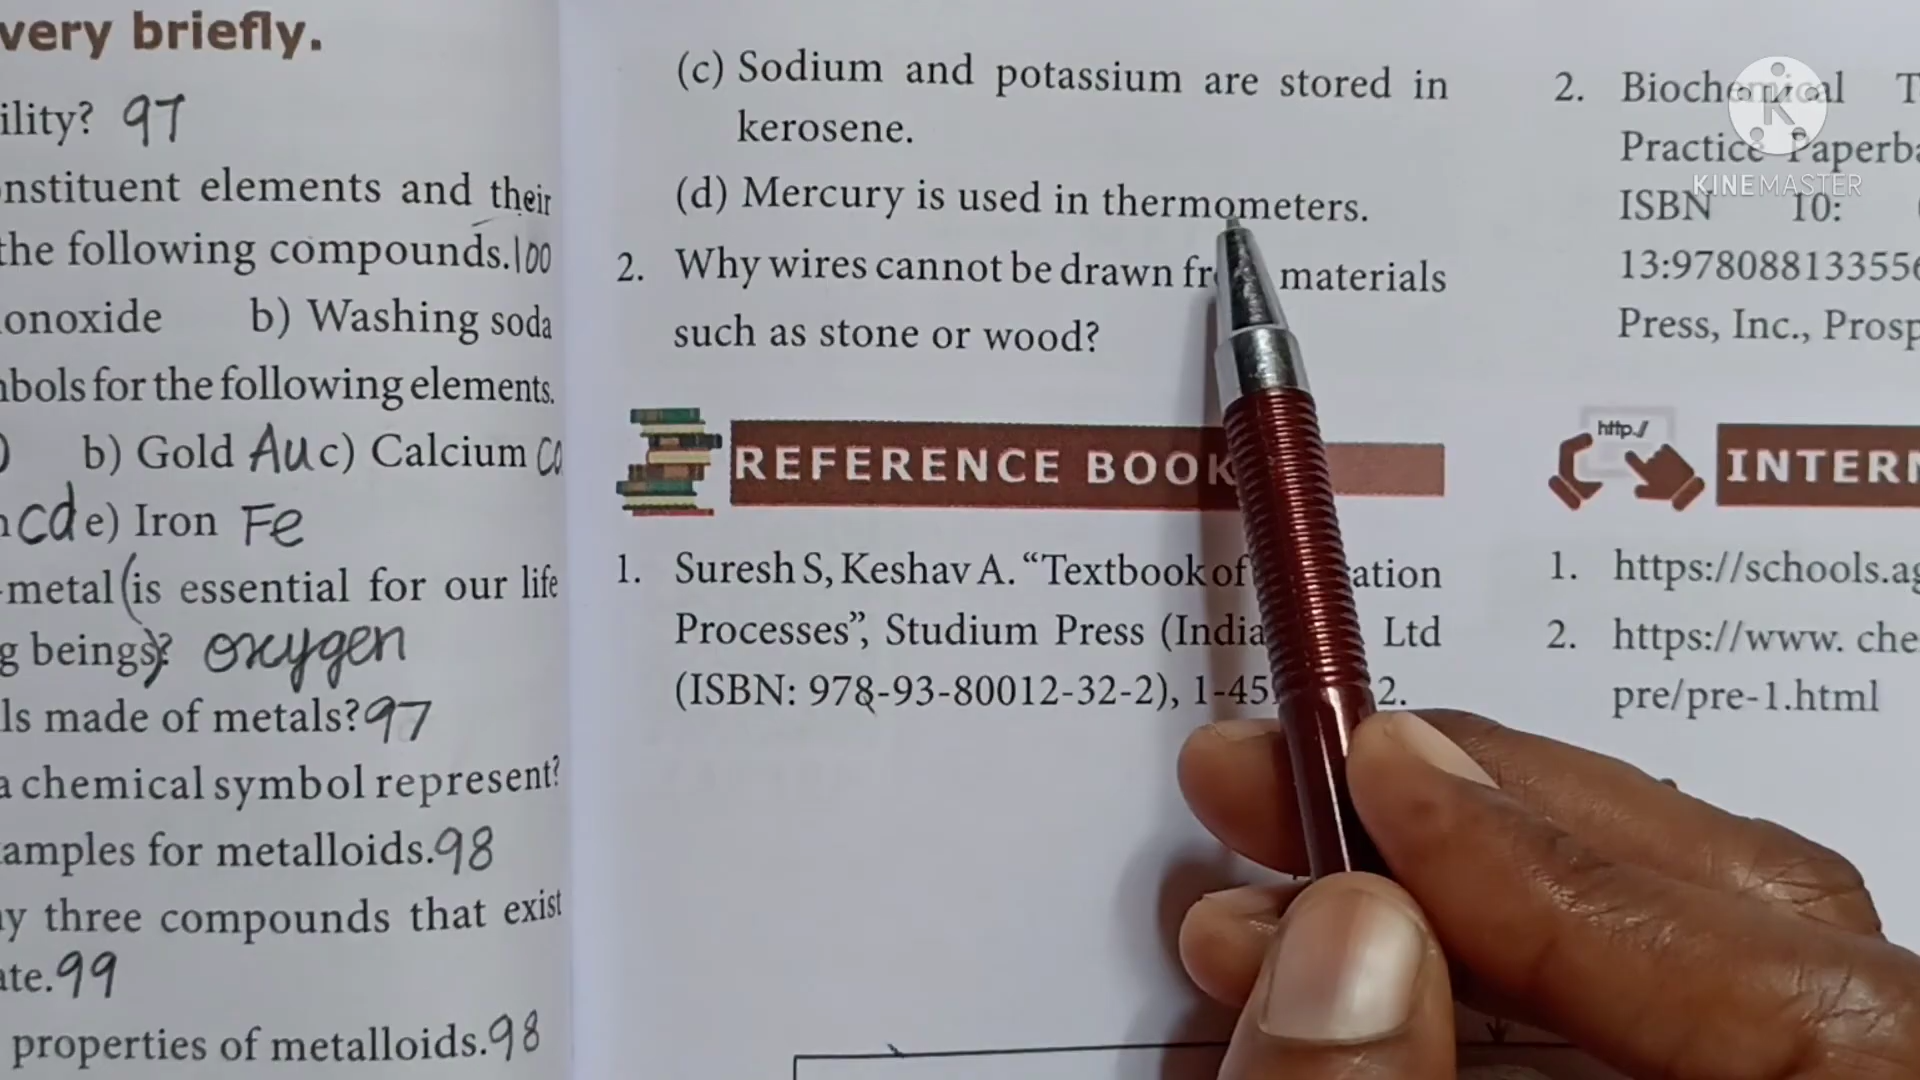 very briefly.
ility? 97
onstituent elements and their
the following compounds. 100
onoxide b) Washing soda
bols for the following elements.
b) Gold Au c) Calcium Ca
cd e) Iron Fe
-metal (is essential for our life
g beings)? oxygen
ls made of metals? 97
a chemical symbol represent?
amples for metalloids. 98
y three compounds that exist
ate. 99
properties of metalloids. 98
(c) Sodium and potassium are stored in
kerosene.
(d) Mercury is used in thermometers.
2. Why wires cannot be drawn materials
such as stone or wood?
REFERENCE BOOK
1. Suresh S, Keshav A. “Textbook of ation
Processes”, Studium Press (India Ltd
(ISBN: 978-93-80012-32-2), 1-45 2.
2. Biochemical T
Practice Paperba
ISBN 10:
13:9780881335556
Press, Inc., Prosp
http://
INTERN
1. https://schools.ag
2. https://www. che
pre/pre-1.html
K
KINEMASTER